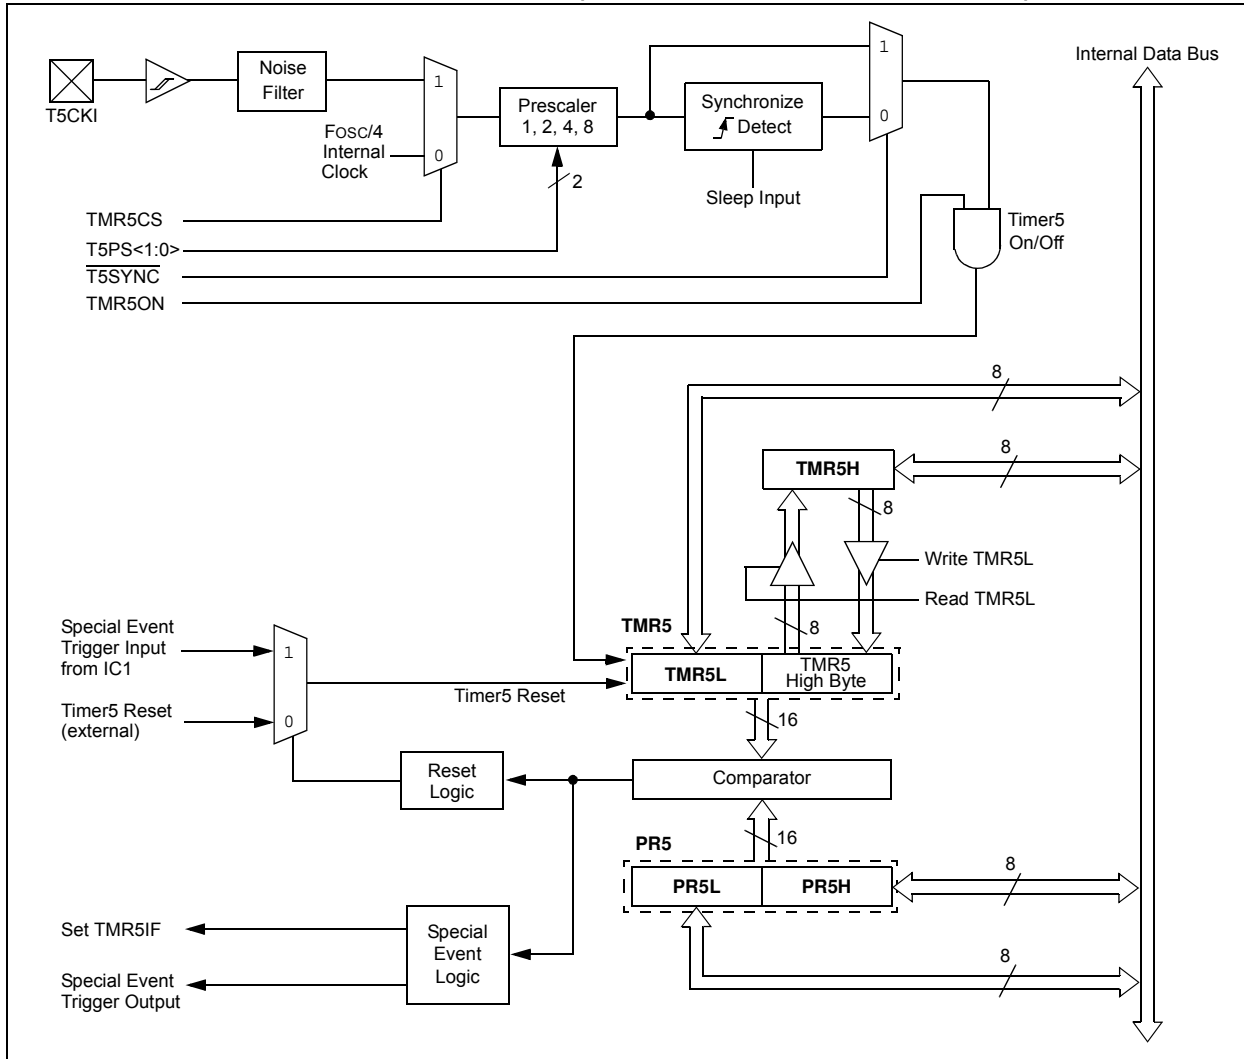 Internal Data Bus
1
Noise
Filter
1
T5CKI
Prescaler
1, 2, 4, 8
Synchronize
Detect
0
FOSC/4
Internal
Clock
0
2
Sleep Input
TMR5CS
Timer5
On/Off
T5PS<1:0>
T5SYNC
TMR5ON
8
8
TMR5H
8
Write TMR5L
Read TMR5L
8
TMR5
Special Event
Trigger Input
from IC1
1
TMR5L
TMR5
High Byte
Timer5 Reset
Timer5 Reset
(external)
0
16
Reset
Logic
Comparator
16
PR5
8
PR5L
PR5H
Set TMR5IF
Special
Event
Logic
8
Special Event
Trigger Output